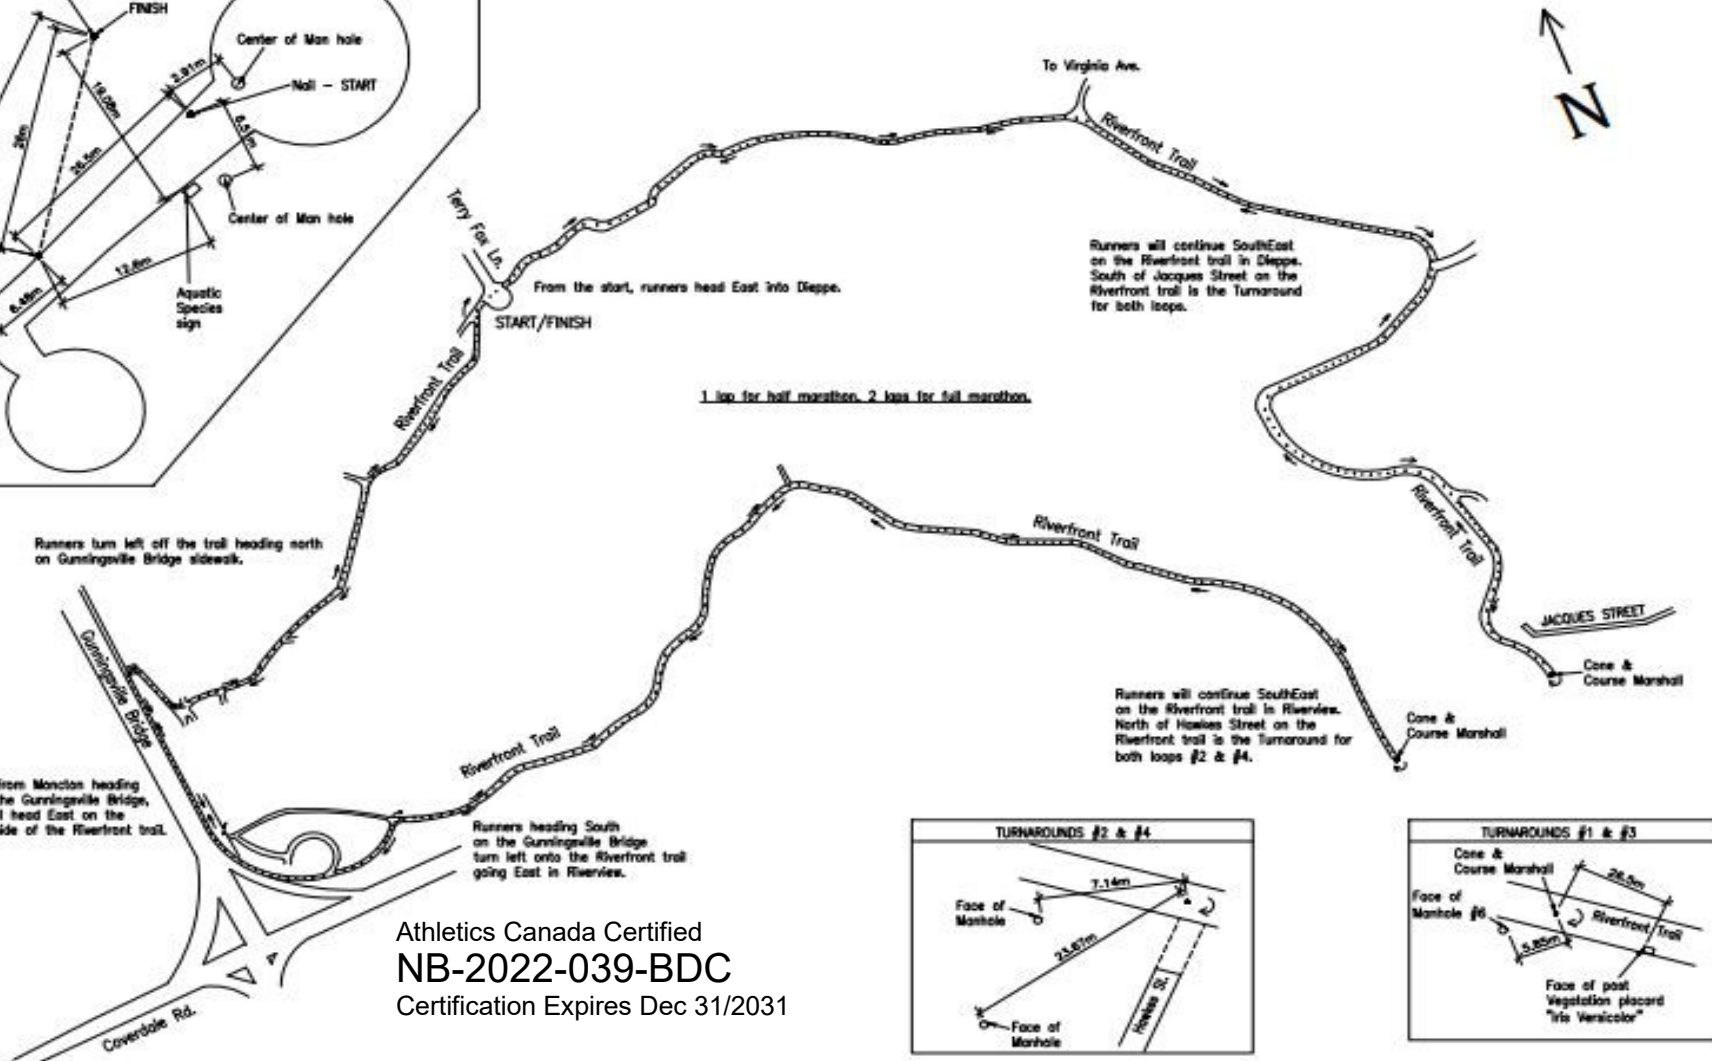 FINISH
Center of Man hole
2.91m
Nail - START
19.08m
6.51m
26m
26.5m
Center of Man hole
12.6m
6.48m
Aquatic
Species
sign
To Virginia Ave.
N
Riverfront Trail
Terry Fox Ln.
From the start, runners head East into Dieppe.
START/FINISH
Runners will continue SouthEast
on the Riverfront trail in Dieppe.
South of Jacques Street on the
Riverfront trail is the Turnaround
for both loops.
Riverfront Trail
1 lap for half marathon. 2 laps for full marathon.
Runners turn left off the trail heading north
on Gunningsville Bridge sidewalk.
Riverfront Trail
Riverfront Trail
JACQUES STREET
Cone &
Course Marshall
Gunningsville Bridge
Runners will continue SouthEast
on the Riverfront trail in Riverview.
North of Hawkes Street on the
Riverfront trail is the Turnaround for
both loops #2 & #4.
Cone &
Course Marshall
Riverfront Trail
from Moncton heading
the Gunningsville Bridge,
l head East on the
ide of the Riverfront trail.
Runners heading South
on the Gunningsville Bridge
turn left onto the Riverfront trail
going East in Riverview.
Coverdale Rd.
Athletics Canada Certified
NB-2022-039-BDC
Certification Expires Dec 31/2031
TURNAROUNDS #2 & #4
7.14m
Face of
Manhole
23.67m
Hawkes St.
Face of
Manhole
TURNAROUNDS #1 & #3
Cone &
Course Marshall
26.5m
Face of
Manhole #6
Riverfront Trail
5.85m
Face of post
Vegetation placard
"Iris Versicolor"